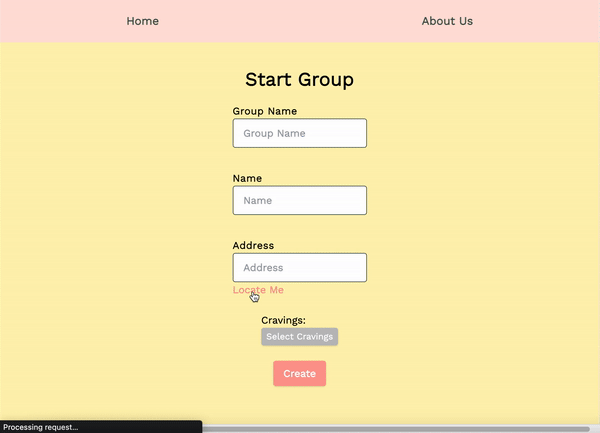 Home About Us
Start Group
Group Name
Group Name
Name
Name
Address
Address
Locate Me
Cravings:
Select Cravings
Create
Processing request...